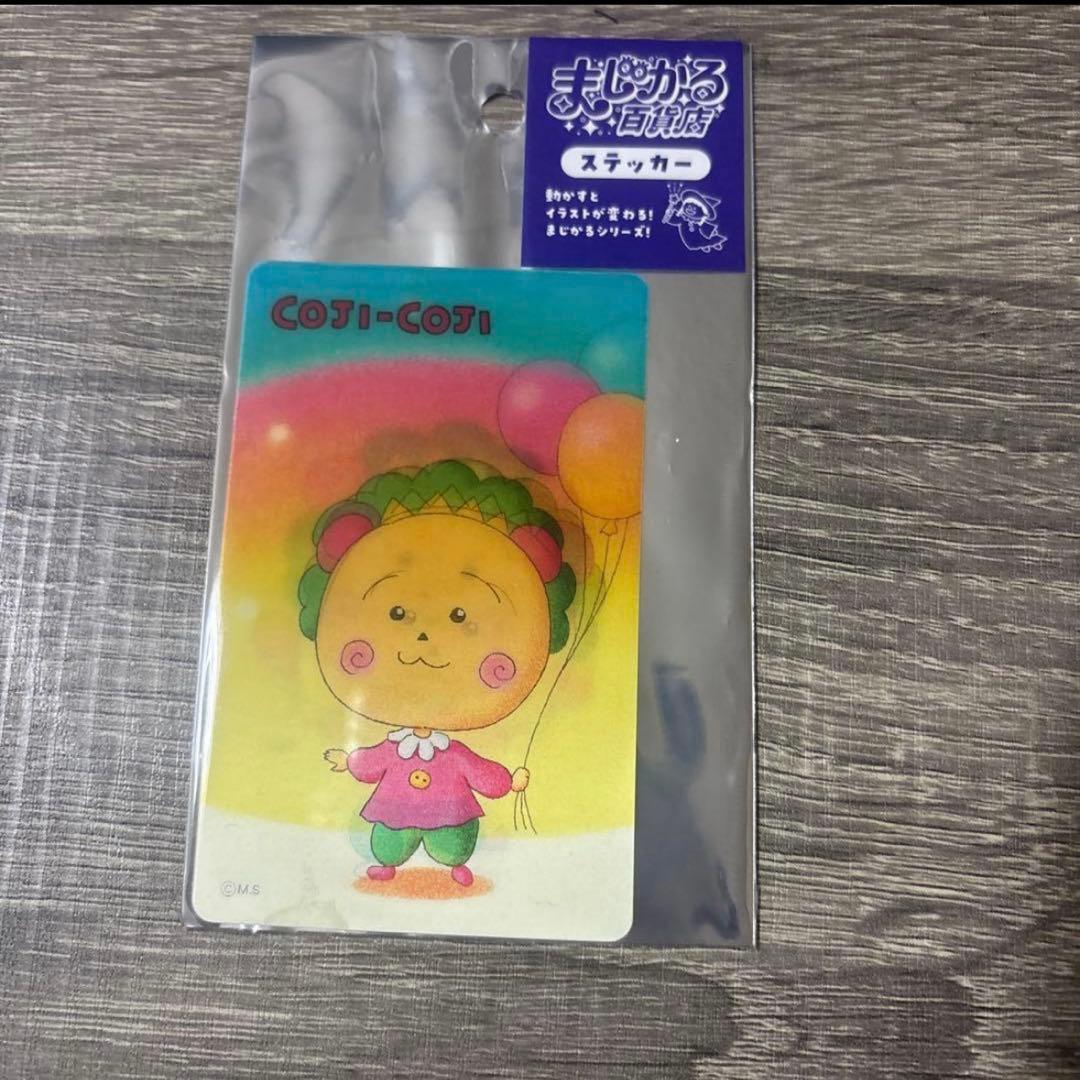 まじかる
百貨店
ステッカー
動かすと
イラストが変わる!
まじかるシリーズ!
COJI-COJI
©M.S